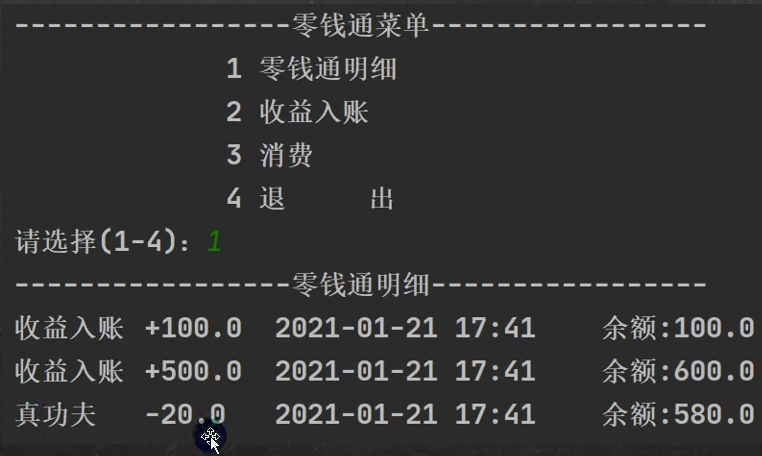 -----------------零钱通菜单-----------------
1 零钱通明细
2 收益入账
3 消费
4 退 出
请选择(1-4): 1
-----------------零钱通明细-----------------
收益入账 +100.0 2021-01-21 17:41 余额:100.0
收益入账 +500.0 2021-01-21 17:41 余额:600.0
真功夫 -20.0 2021-01-21 17:41 余额:580.0